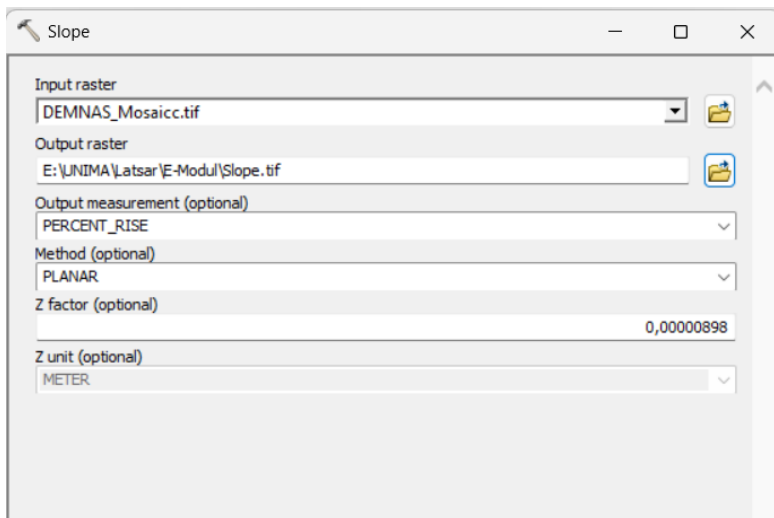 Slope
Input raster
DEMNAS_Mosaicc.tif
Output raster
E:\UNIMA\Latsar\E-Modul\Slope.tif
Output measurement (optional)
PERCENT_RISE
Method (optional)
PLANAR
Z factor (optional)
0,00000898
Z unit (optional)
METER